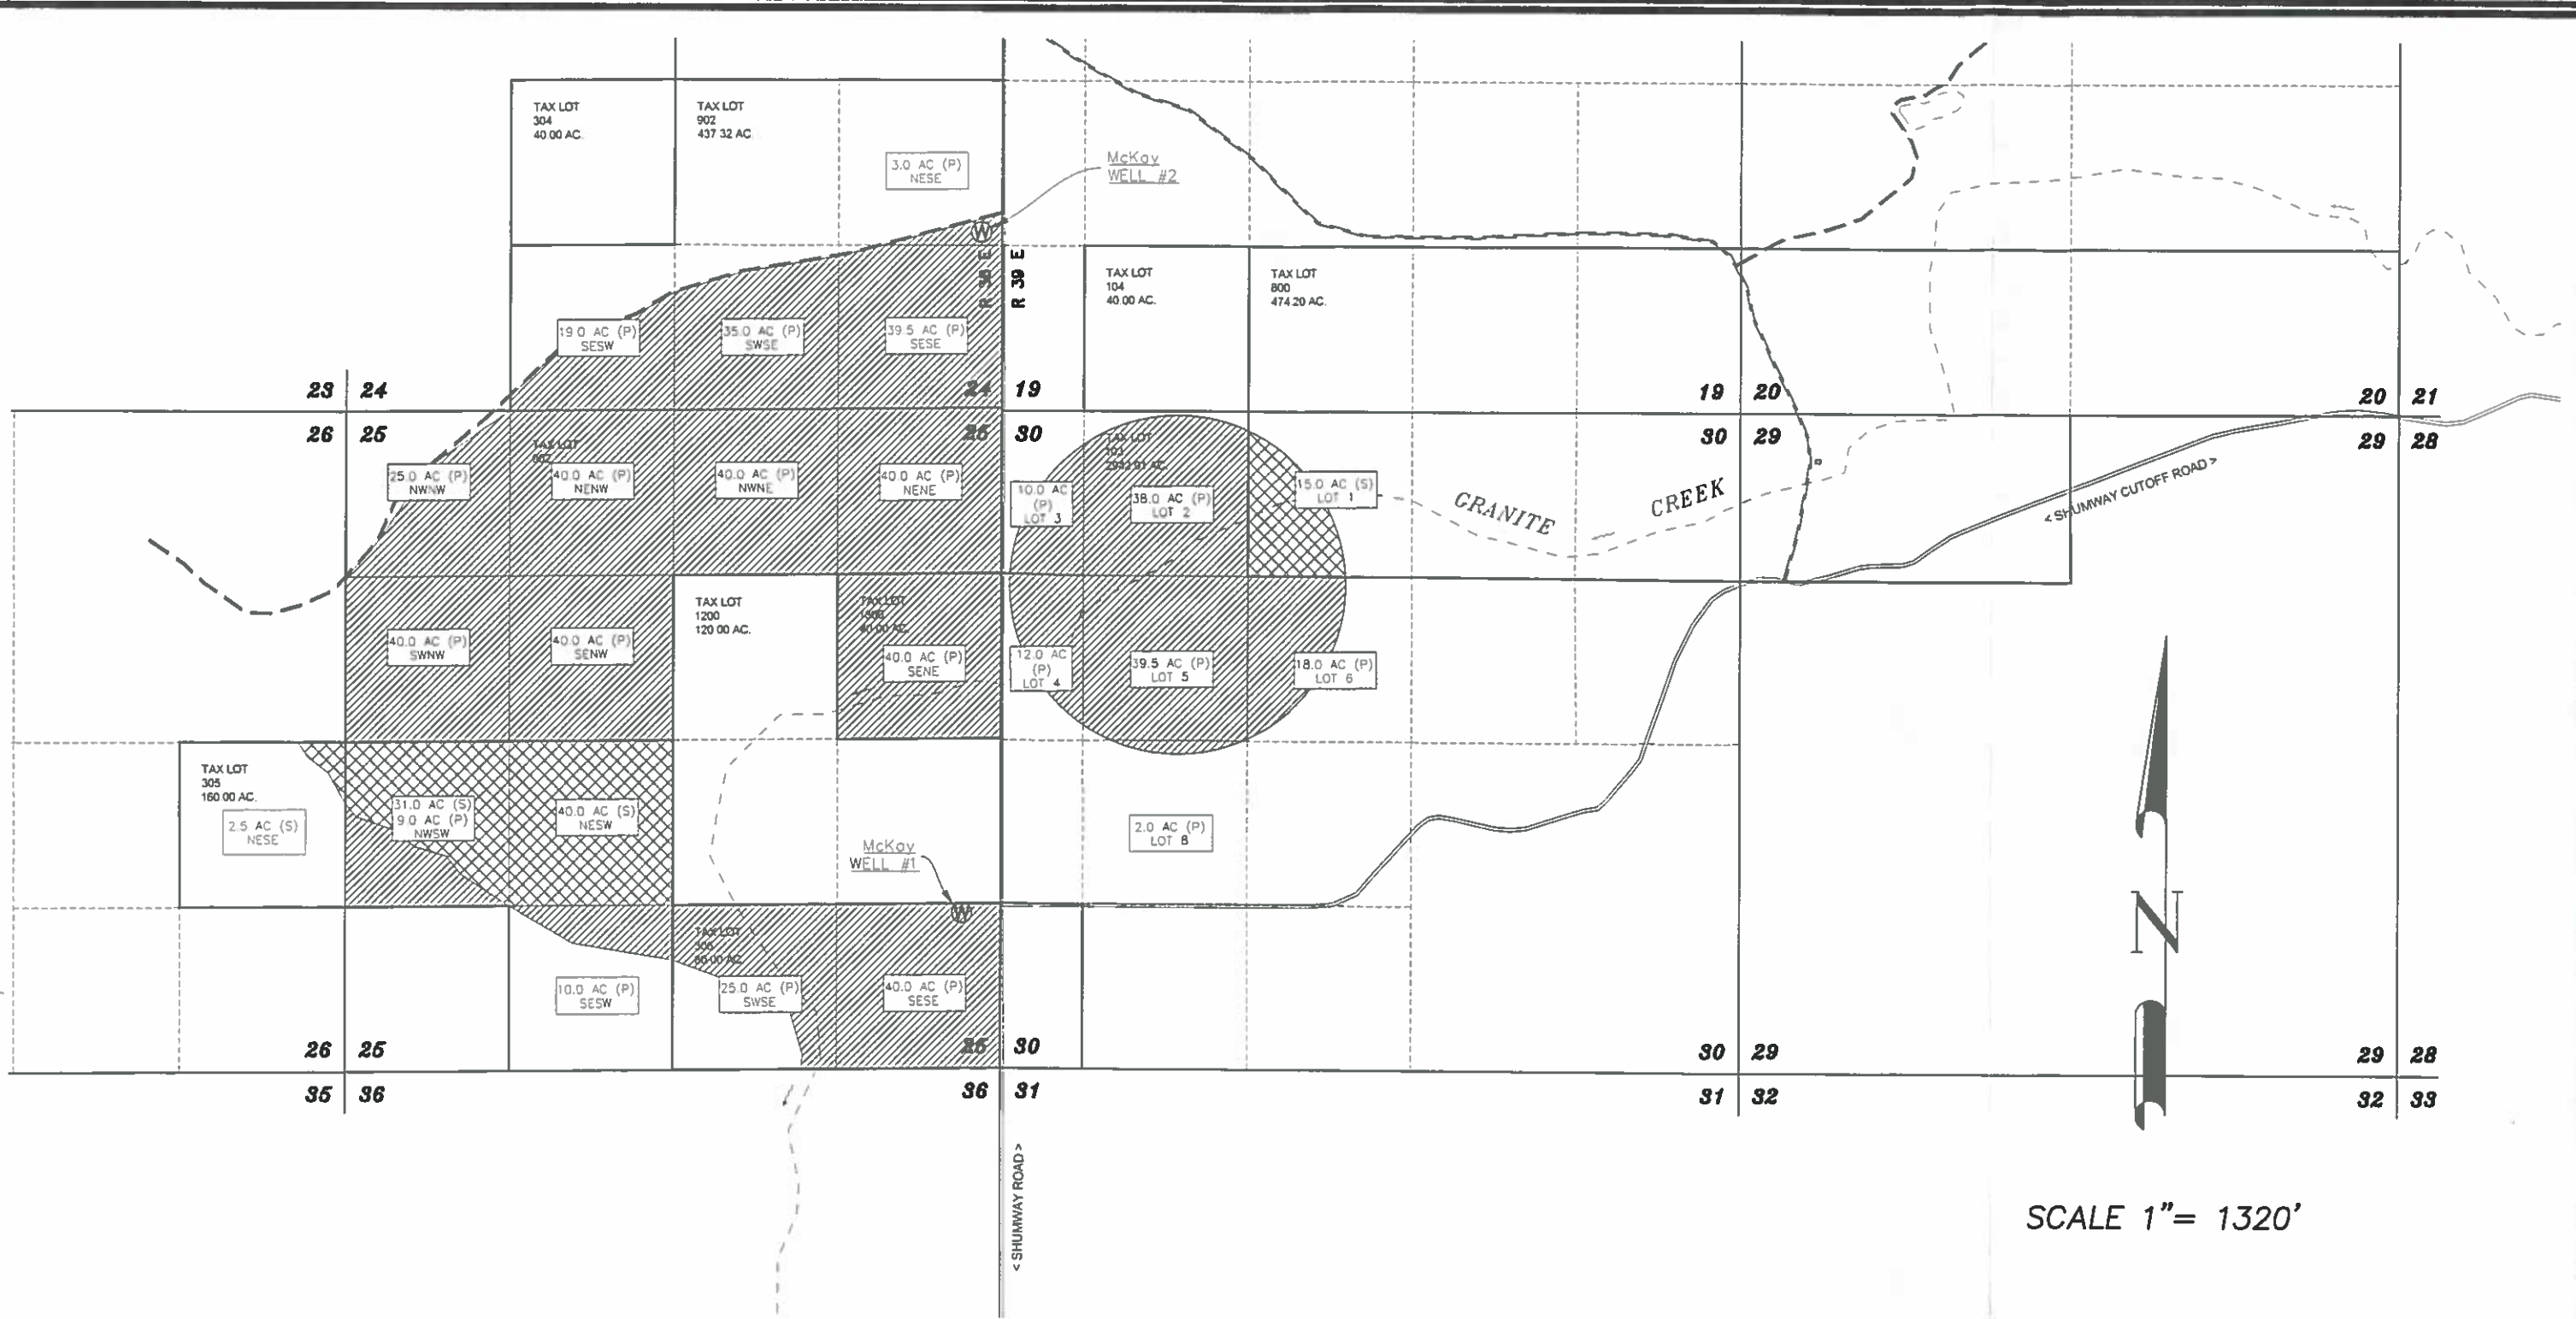 TAX LOT
304
40.00 AC.
TAX LOT
902
437.32 AC.
3.0 AC (P)
NESE
McKay
WELL #2
W
R 39 E
TAX LOT
104
40.00 AC.
TAX LOT
800
474.20 AC.
19.0 AC (P)
SESW
35.0 AC (P)
SWSE
39.5 AC (P)
SESE
23 24
24 19
19 20
20 21
26 25
25 30
30 29
29 28
TAX LOT
TAX LOT
25.0 AC (P)
NWNW
40.0 AC (P)
NENW
40.0 AC (P)
NWNE
40.0 AC (P)
NENE
10.0 AC
(P)
LOT 3
38.0 AC (P)
LOT 2
15.0 AC (S)
LOT 1
GRANITE CREEK
< SHUMWAY CUTOFF ROAD >
TAX LOT
1200
120.00 AC.
TAX LOT
40.0 AC (P)
SWNW
40.0 AC (P)
SENW
40.0 AC (P)
SENE
12.0 AC
(P)
LOT 4
39.5 AC (P)
LOT 5
18.0 AC (P)
LOT 6
TAX LOT
305
160.00 AC.
2.5 AC (S)
NESE
31.0 AC (S)
9.0 AC (P)
NWSW
40.0 AC (S)
NESW
McKay
WELL #1
W
2.0 AC (P)
LOT 8
TAX LOT
10.0 AC (P)
SESW
25.0 AC (P)
SWSE
40.0 AC (P)
SESE
N
26 25
25 30
30 29
29 28
35 36
36 31
31 32
32 33
< SHUMWAY ROAD >
SCALE 1"= 1320'